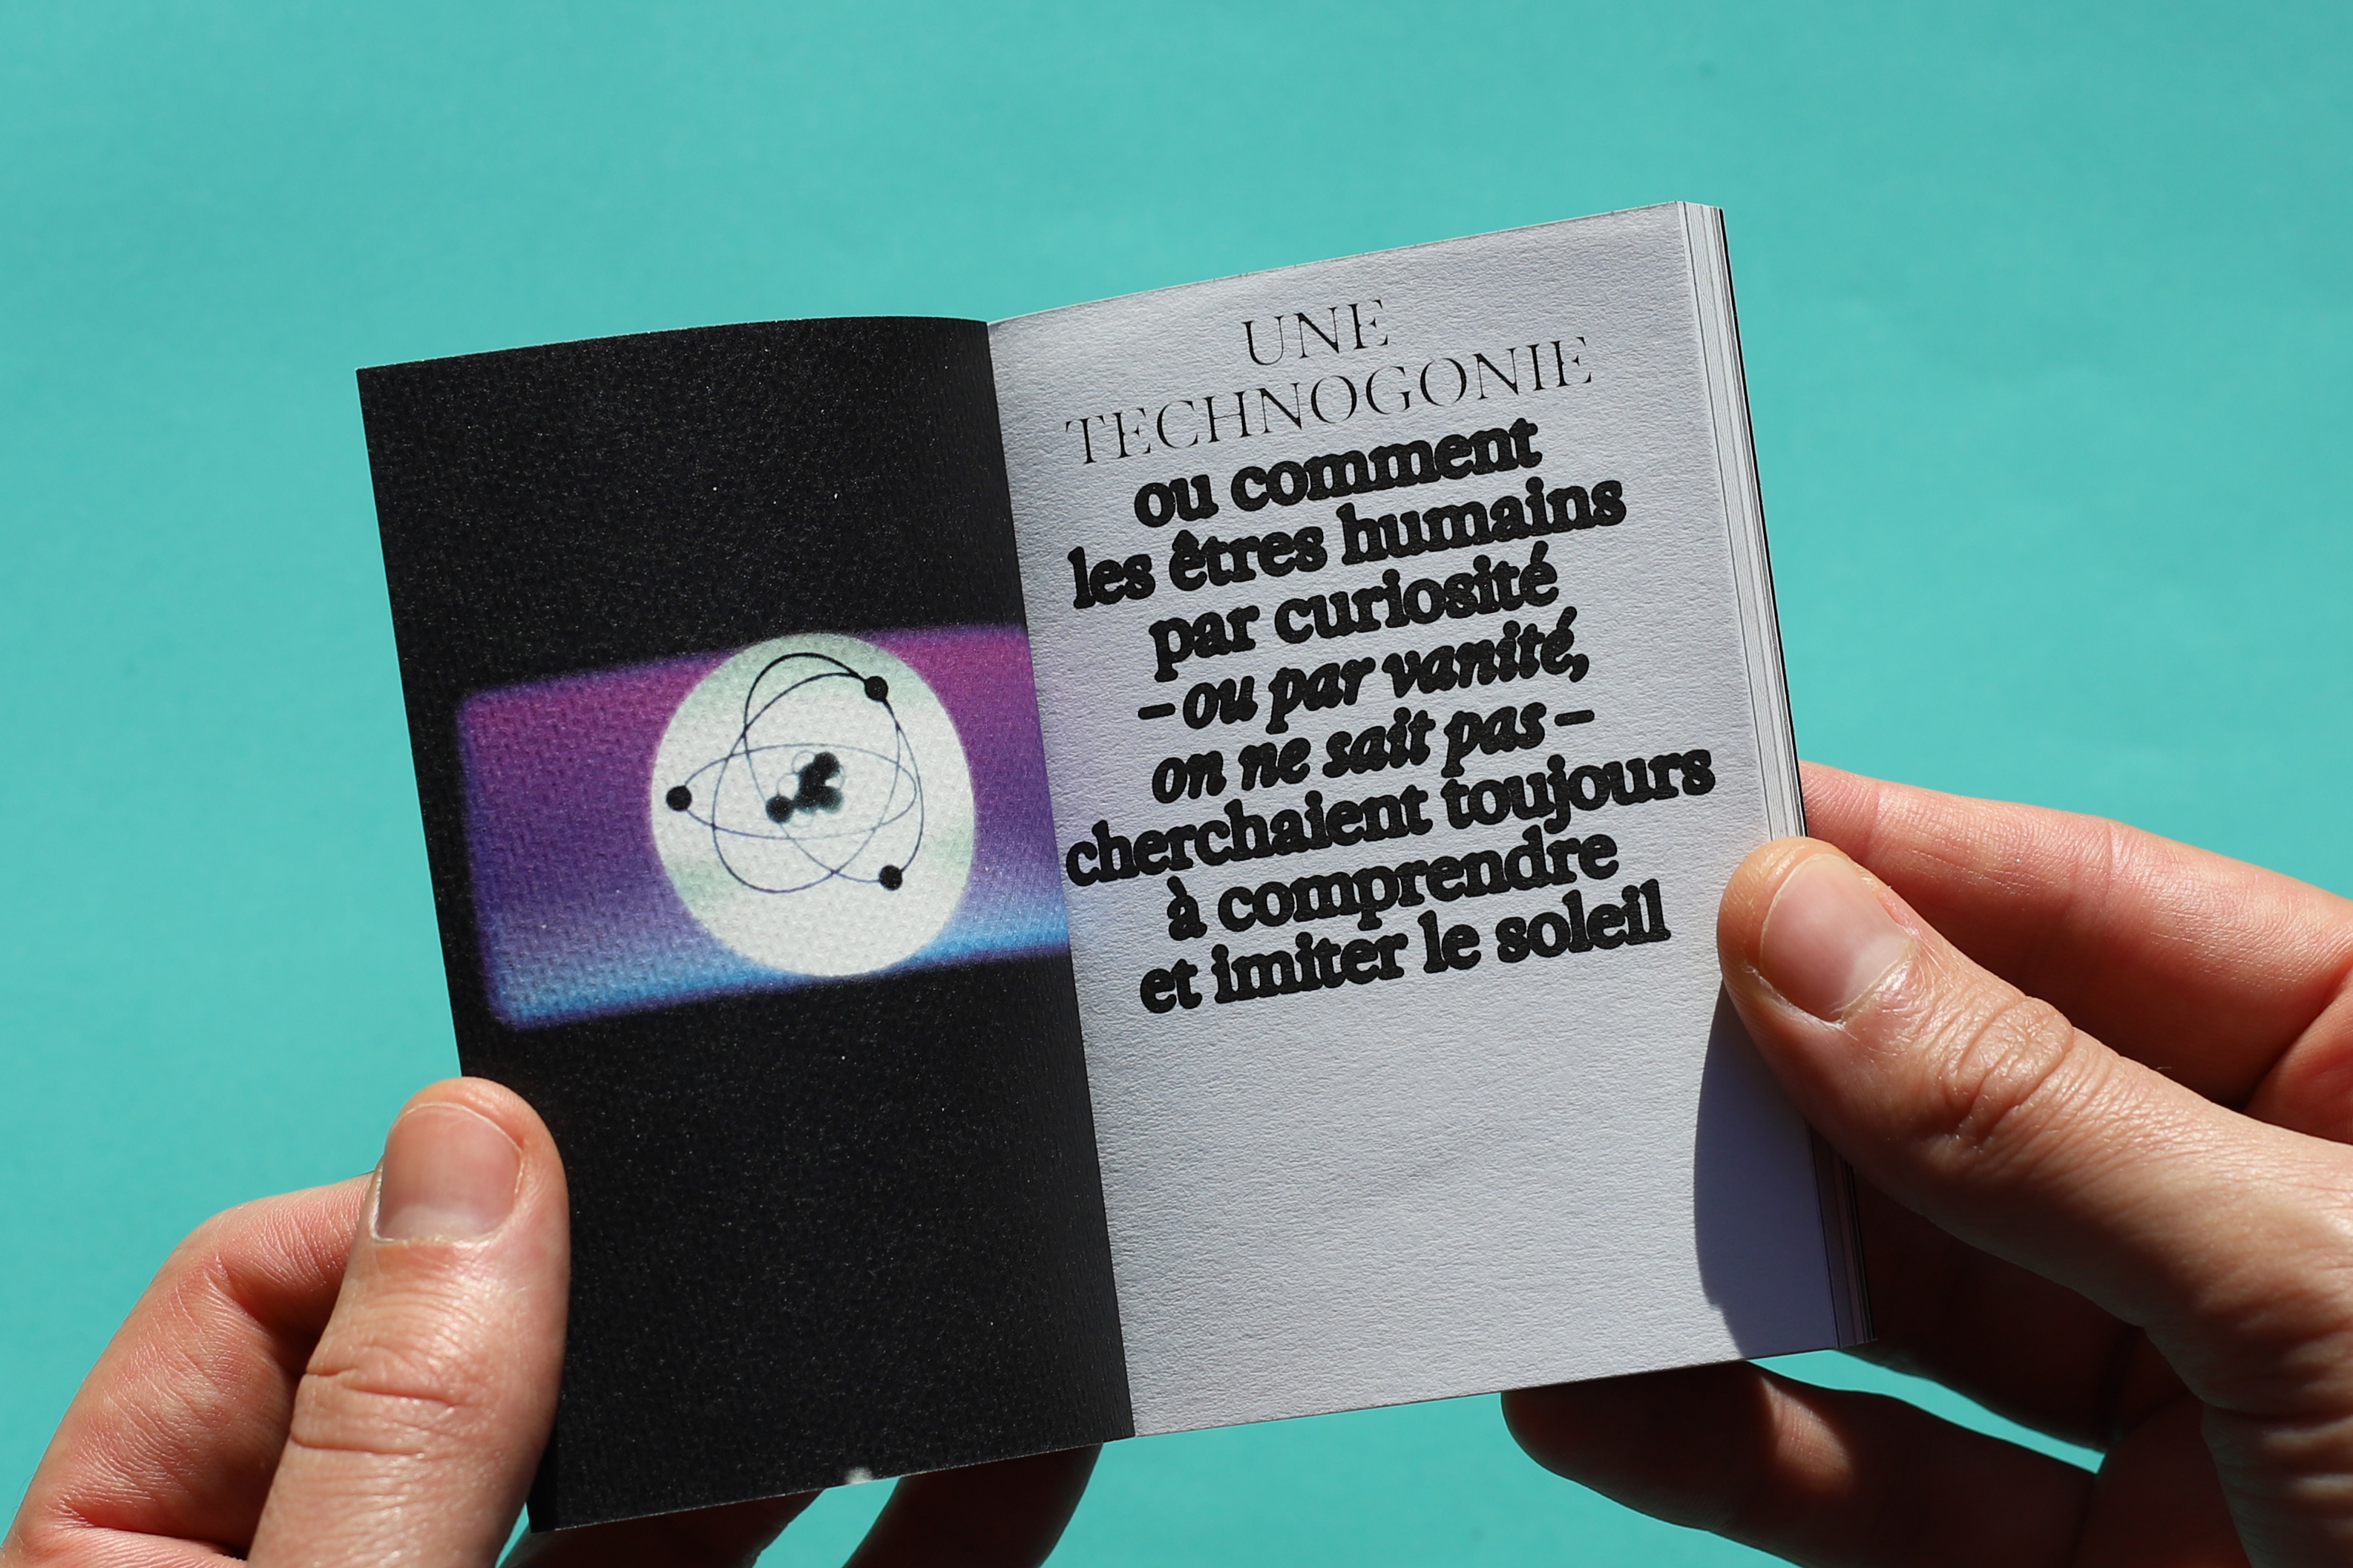 UNE
TECHNOGONIE
ou comment
les êtres humains
par curiosité
– ou par vanité,
on ne sait pas –
cherchaient toujours
à comprendre
et imiter le soleil